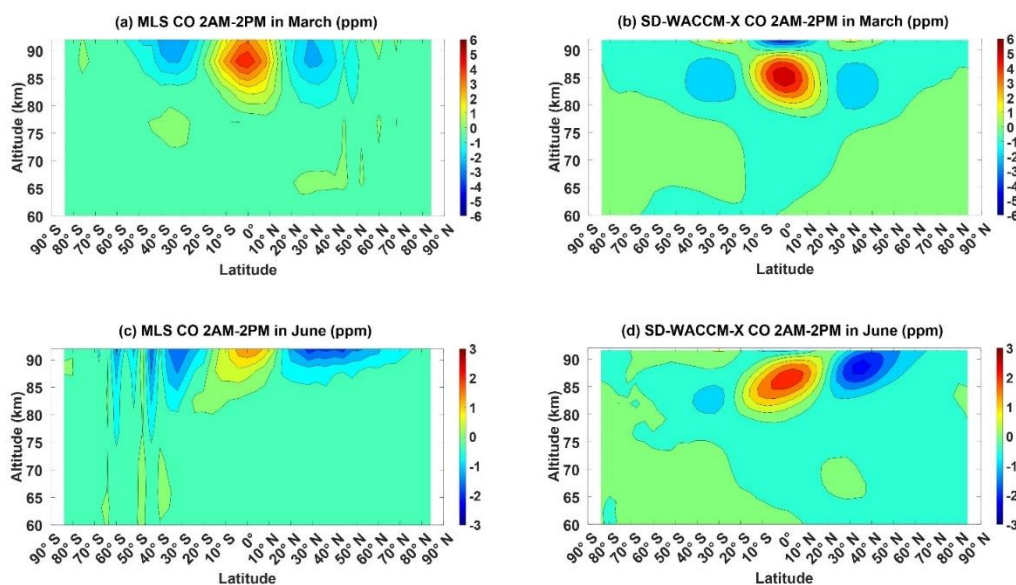 (a) MLS CO 2AM-2PM in March (ppm)
Altitude (km)
90
85
80
75
70
65
60
90° S
80° S
70° S
60° S
50° S
40° S
30° S
20° S
10° S
0°
10° N
20° N
30° N
40° N
50° N
60° N
70° N
80° N
90° N
Latitude
6
5
4
3
2
1
0
-1
-2
-3
-4
-5
-6
(b) SD-WACCM-X CO 2AM-2PM in March (ppm)
Altitude (km)
90
85
80
75
70
65
60
90° S
80° S
70° S
60° S
50° S
40° S
30° S
20° S
10° S
0°
10° N
20° N
30° N
40° N
50° N
60° N
70° N
80° N
90° N
Latitude
6
5
4
3
2
1
0
-1
-2
-3
-4
-5
-6
(c) MLS CO 2AM-2PM in June (ppm)
Altitude (km)
90
85
80
75
70
65
60
90° S
80° S
70° S
60° S
50° S
40° S
30° S
20° S
10° S
0°
10° N
20° N
30° N
40° N
50° N
60° N
70° N
80° N
90° N
Latitude
3
2
1
0
-1
-2
-3
(d) SD-WACCM-X CO 2AM-2PM in June (ppm)
Altitude (km)
90
85
80
75
70
65
60
90° S
80° S
70° S
60° S
50° S
40° S
30° S
20° S
10° S
0°
10° N
20° N
30° N
40° N
50° N
60° N
70° N
80° N
90° N
Latitude
3
2
1
0
-1
-2
-3